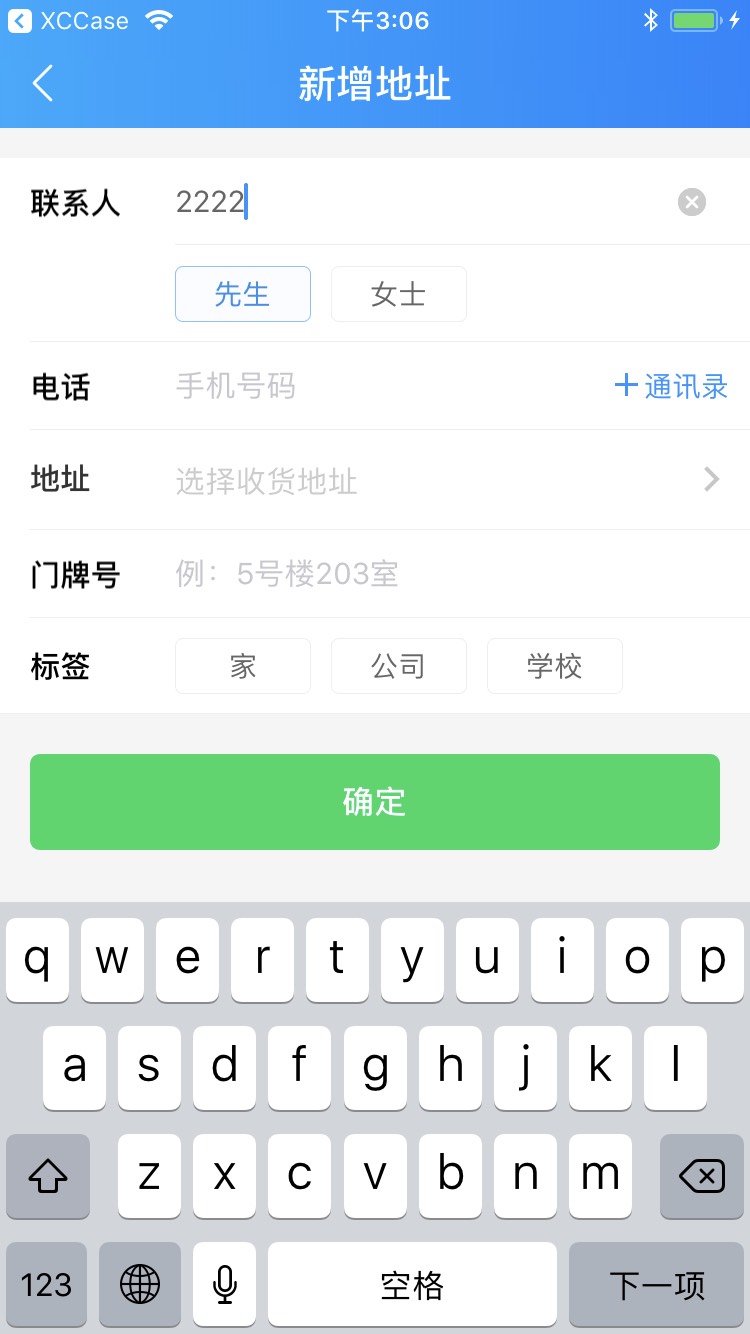 XCCase 下午3:06
新增地址
联系人 2222
先生 女士
电话 手机号码 +通讯录
地址 选择收货地址
门牌号 例：5号楼203室
标签 家 公司 学校
确定
q w e r t y u i o p
a s d f g h j k l
z x c v b n m
123 空格 下一项